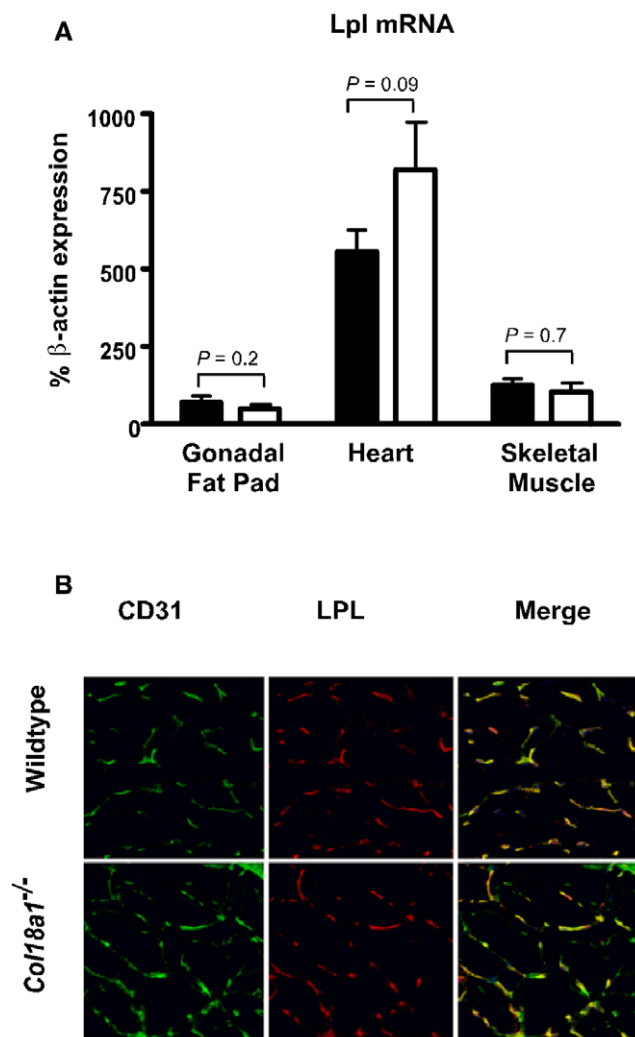 A
Lpl mRNA
% β-actin expression
1000
750
500
250
0
P = 0.2
P = 0.09
P = 0.7
Gonadal
Fat Pad
Heart
Skeletal
Muscle
B
CD31 LPL Merge
Wildtype
Col18a1-/-